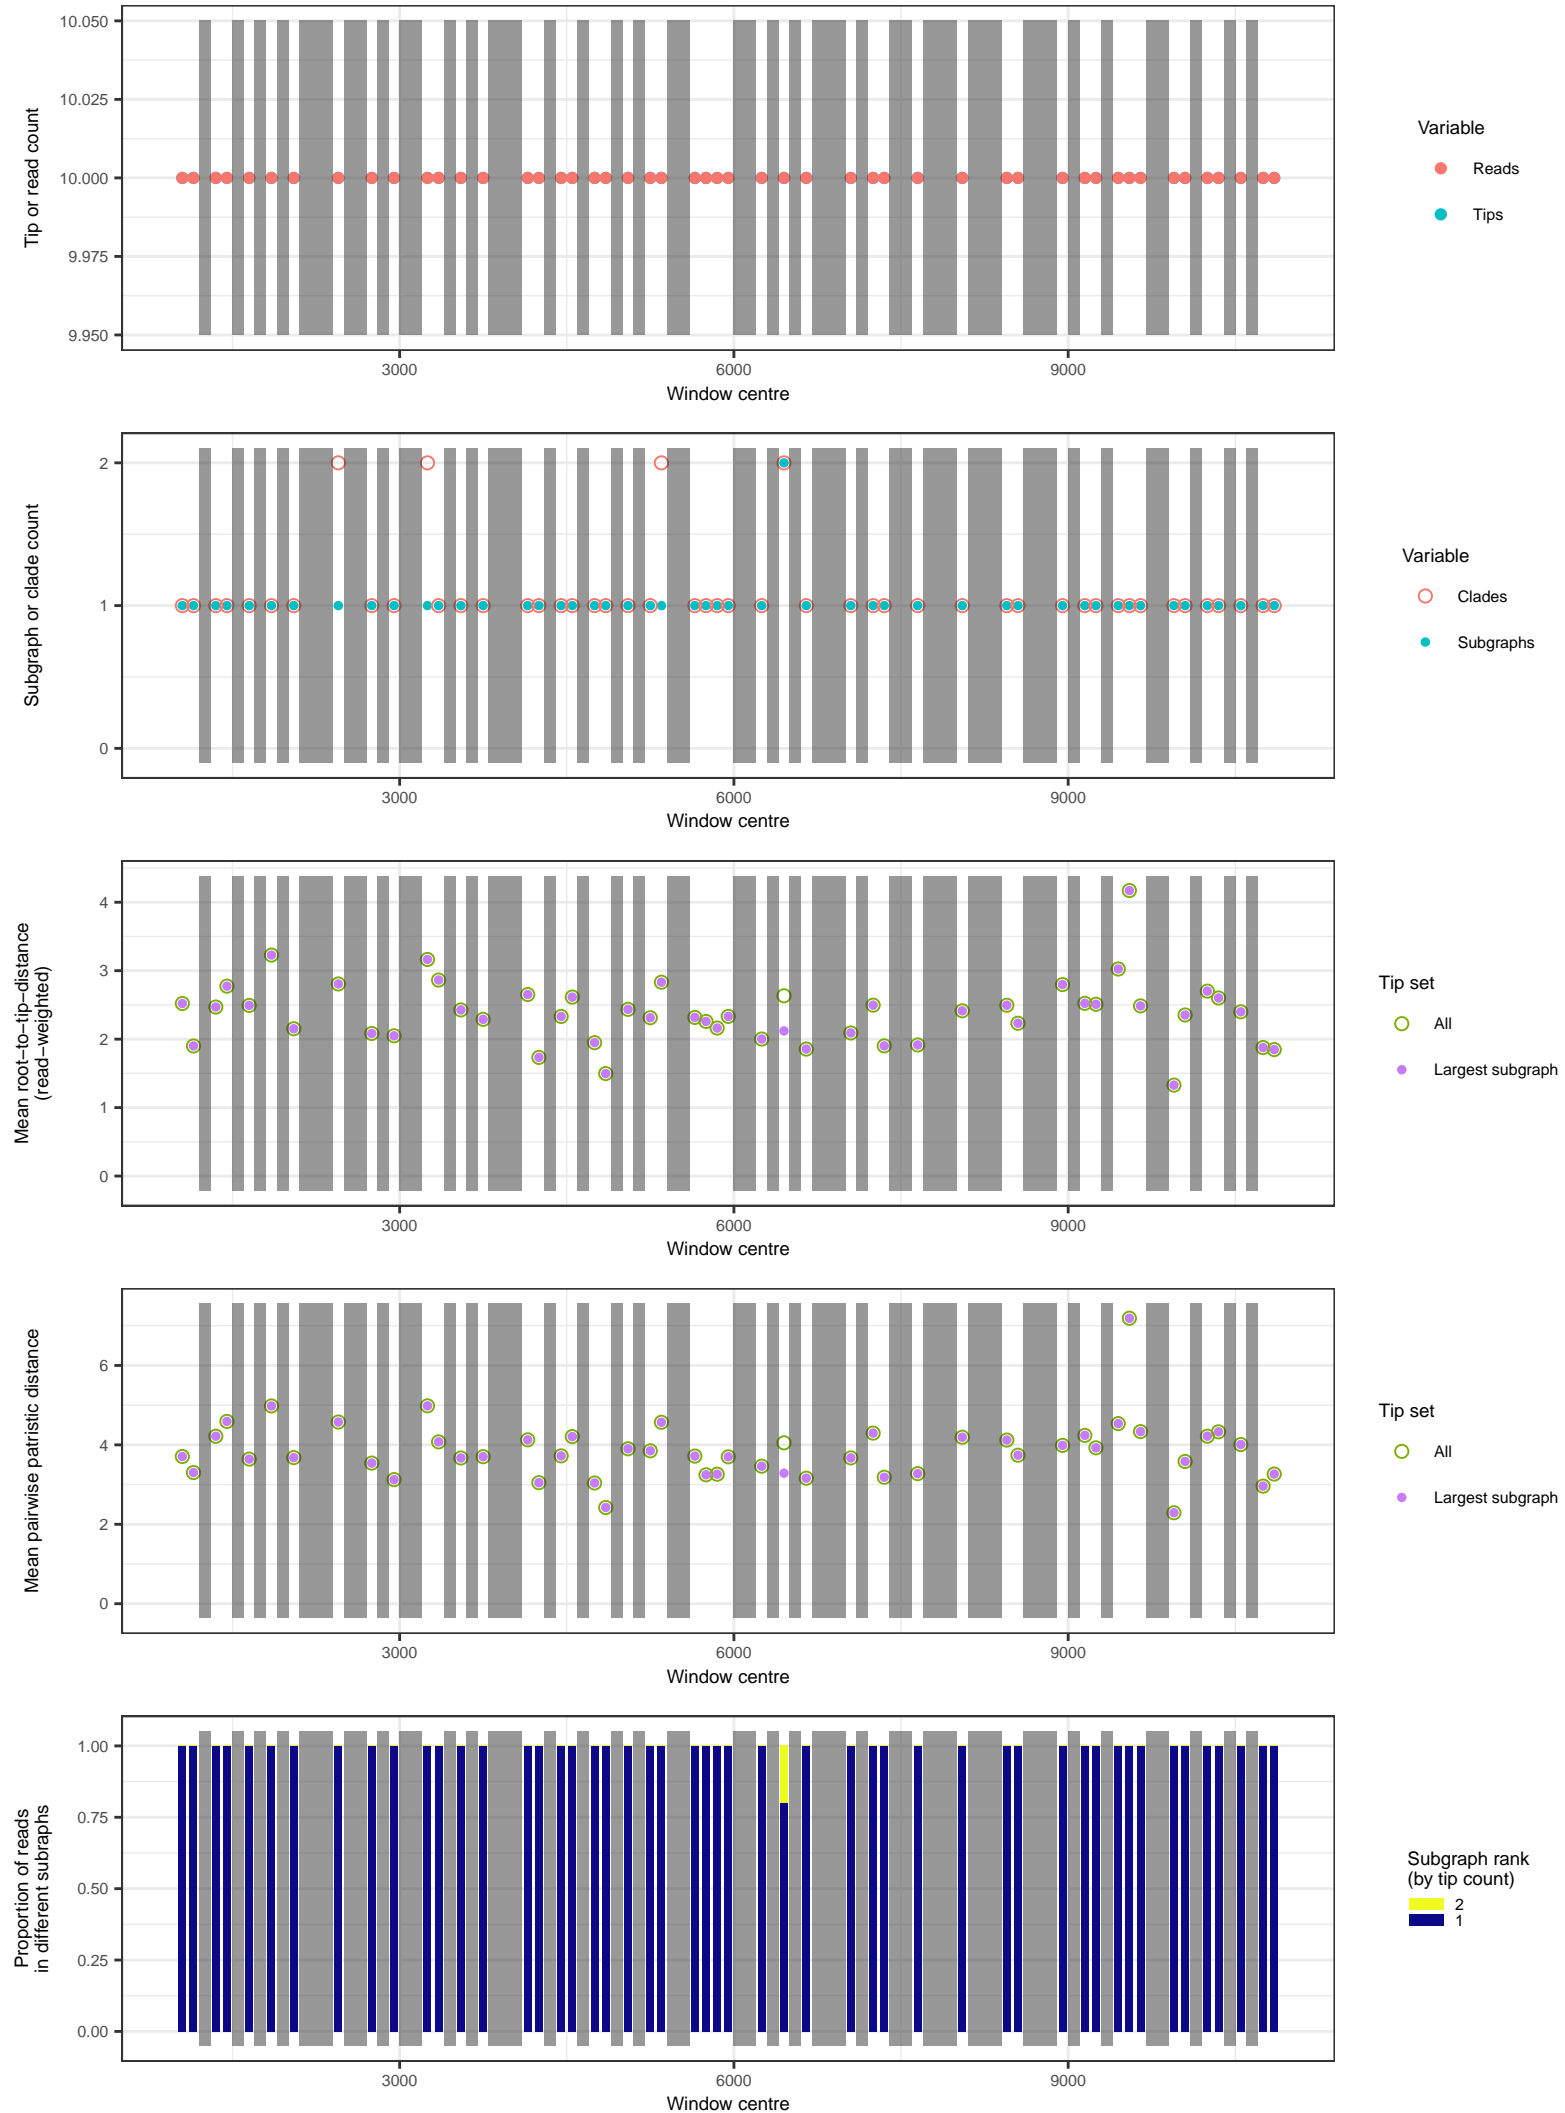 10.050
10.025
10.000
9.975
9.950
Tip or read count
3000
6000
9000
Window centre
Variable
Reads
Tips
2
1
0
Subgraph or clade count
3000
6000
9000
Window centre
Variable
Clades
Subgraphs
4
3
2
1
0
Mean root−to−tip−distance
(read−weighted)
3000
6000
9000
Window centre
Tip set
All
Largest subgraph
6
4
2
0
Mean pairwise patristic distance
3000
6000
9000
Window centre
Tip set
All
Largest subgraph
1.00
0.75
0.50
0.25
0.00
Proportion of reads
in different subraphs
3000
6000
9000
Window centre
Subgraph rank
(by tip count)
2
1